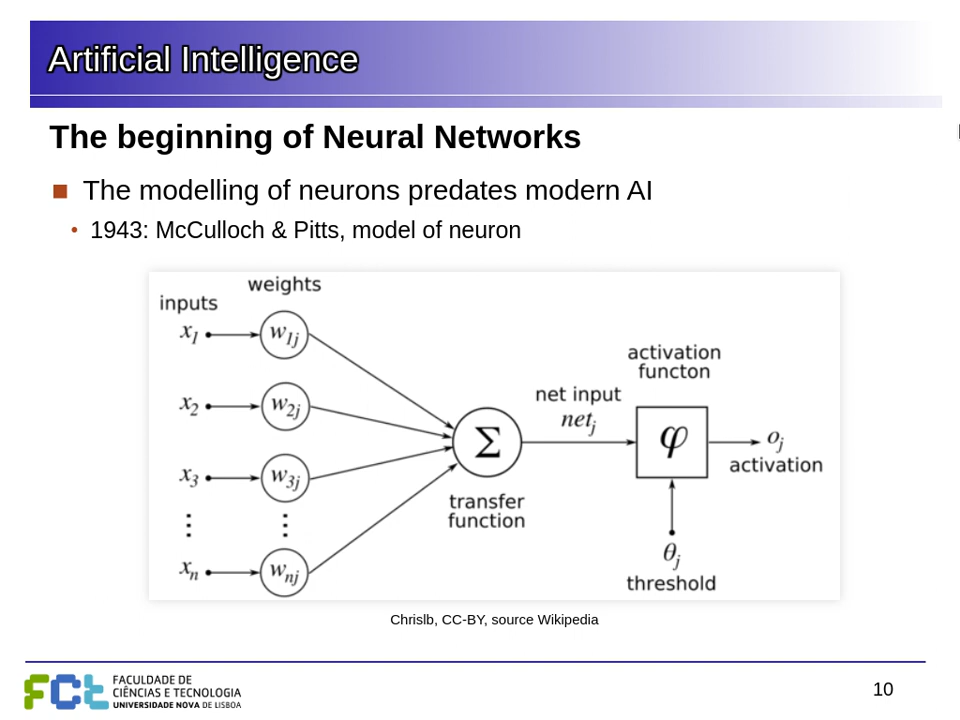 Artificial Intelligence
The beginning of Neural Networks
The modelling of neurons predates modern AI
1943: McCulloch & Pitts, model of neuron
weights
inputs
x1
w1j
x2
w2j
x3
w3j
xn
wnj
Σ
transfer
function
net input
netj
activation
functon
φ
oj
activation
θj
threshold
Chrislb, CC-BY, source Wikipedia
FCt
FACULDADE DE
CIÊNCIAS E TECNOLOGIA
UNIVERSIDADE NOVA DE LISBOA
10